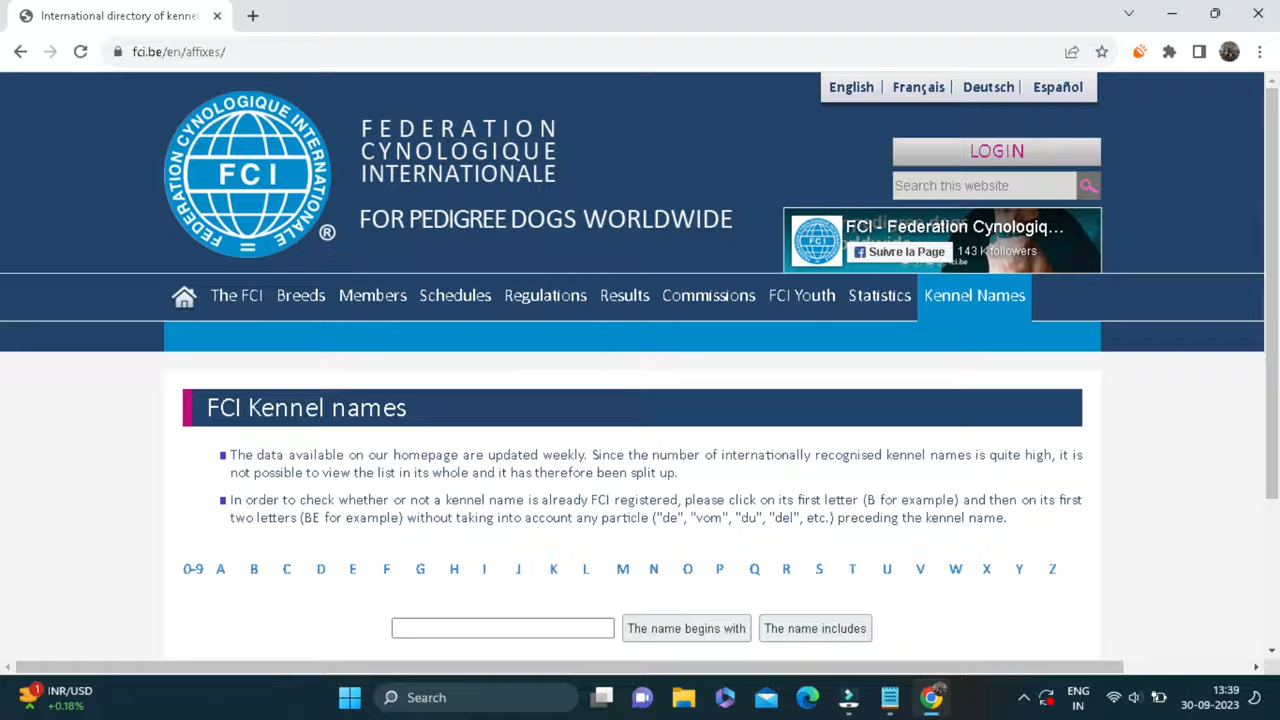 International directory of kennel
fci.be/en/affixes/
English | Français | Deutsch | Español
FEDERATION CYNOLOGIQUE INTERNATIONALE
FCI
®
FEDERATION
CYNOLOGIQUE
INTERNATIONALE
FOR PEDIGREE DOGS WORLDWIDE
LOGIN
Search this website
FCI - Federation Cynologiq...
FCI
Suivre la Page
143 K followers
The FCI Breeds Members Schedules Regulations Results Commissions FCI Youth Statistics Kennel Names
FCI Kennel names
The data available on our homepage are updated weekly. Since the number of internationally recognised kennel names is quite high, it is
not possible to view the list in its whole and it has therefore been split up.
In order to check whether or not a kennel name is already FCI registered, please click on its first letter (B for example) and then on its first
two letters (BE for example) without taking into account any particle ("de", "vom", "du", "del", etc.) preceding the kennel name.
0-9 A B C D E F G H I J K L M N O P Q R S T U V W X Y Z
The name begins with The name includes
1
INR/USD
+0.18%
Search
ENG
IN
13:39
30-09-2023